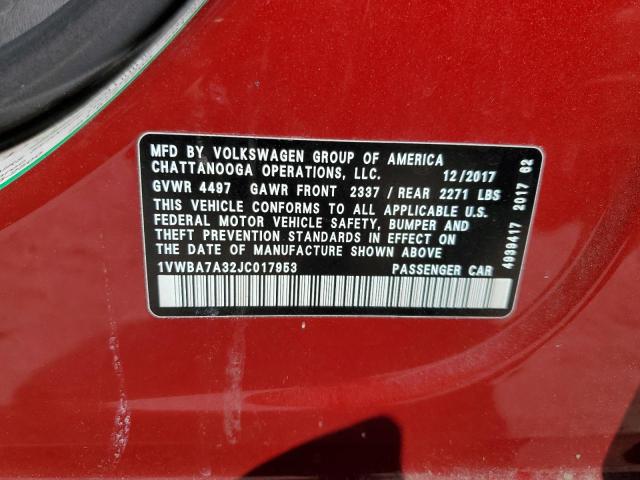 MFD BY VOLKSWAGEN GROUP OF AMERICA
CHATTANOOGA OPERATIONS, LLC. 12/2017
GVWR 4497 GAWR FRONT 2337 / REAR 2271 LBS
THIS VEHICLE CONFORMS TO ALL APPLICABLE U.S.
FEDERAL MOTOR VEHICLE SAFETY, BUMPER AND
THEFT PREVENTION STANDARDS IN EFFECT ON
THE DATE OF MANUFACTURE SHOWN ABOVE
1VWBA7A32JC017953 PASSENGER CAR
4939417 2017 62